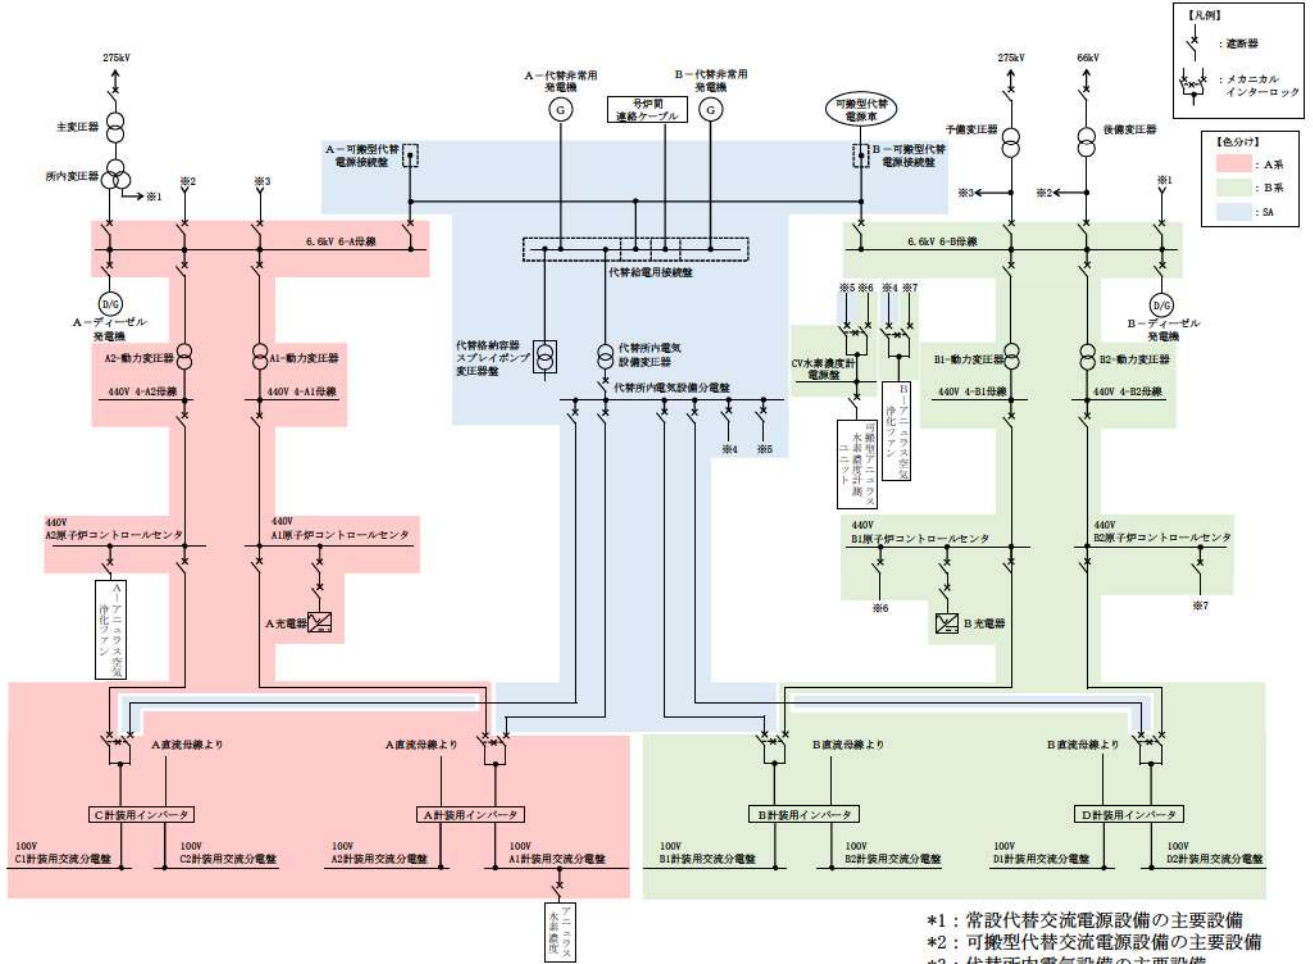 【凡例】
：遮断器
：メカニカル
インターロック
【色分け】
：A系
：B系
：SA
275kV
主変圧器
所内変圧器
※1
※2
※3
A－代替非常用
発電機
G
号炉間
連絡ケーブル
B－代替非常用
発電機
G
可搬型代替
電源車
A－可搬型代替
電源接続盤
B－可搬型代替
電源接続盤
275kV
66kV
予備変圧器
後備変圧器
※3
※2
※1
6.6kV 6-A母線
代替給電用接続盤
6.6kV 6-B母線
D/G
A－ディーゼル
発電機
D/G
B－ディーゼル
発電機
A2-動力変圧器
A1-動力変圧器
440V 4-A2母線
440V 4-A1母線
代替格納容器
スプレイポンプ
変圧器盤
代替所内電気
設備変圧器
代替所内電気設備分電盤
※4
※5
※5
※6
※4
※7
CV水素濃度計
電源盤
可搬型アニュラス
水素濃度計測
ユニット
B－アニュラス空気
浄化ファン
B1-動力変圧器
B2-動力変圧器
440V 4-B1母線
440V 4-B2母線
440V
A2原子炉コントロールセンタ
440V
A1原子炉コントロールセンタ
A－アニュラス空気
浄化ファン
A充電器
440V
B1原子炉コントロールセンタ
440V
B2原子炉コントロールセンタ
※6
B充電器
※7
A直流母線より
A直流母線より
B直流母線より
B直流母線より
C計装用インバータ
A計装用インバータ
B計装用インバータ
D計装用インバータ
100V
C1計装用交流分電盤
100V
C2計装用交流分電盤
100V
A2計装用交流分電盤
100V
A1計装用交流分電盤
100V
B1計装用交流分電盤
100V
B2計装用交流分電盤
100V
D1計装用交流分電盤
100V
D2計装用交流分電盤
アニュラス
水素濃度
*1：常設代替交流電源設備の主要設備
*2：可搬型代替交流電源設備の主要設備
*3：代替所内電気設備の主要設備